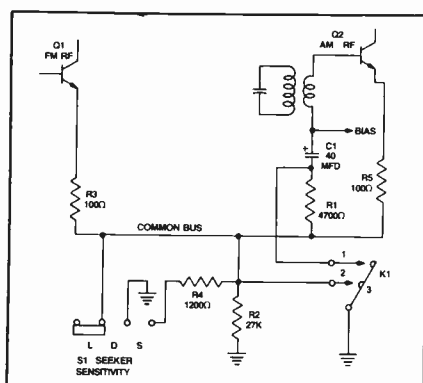 Q1
FM RF
Q2
AM RF
BIAS
+
C1
40
MFD
R3
100Ω
R1
4700Ω
R5
100Ω
COMMON BUS
1
2
3
K1
R4
1200Ω
R2
27K
L D S
S1 SEEKER
SENSITIVITY